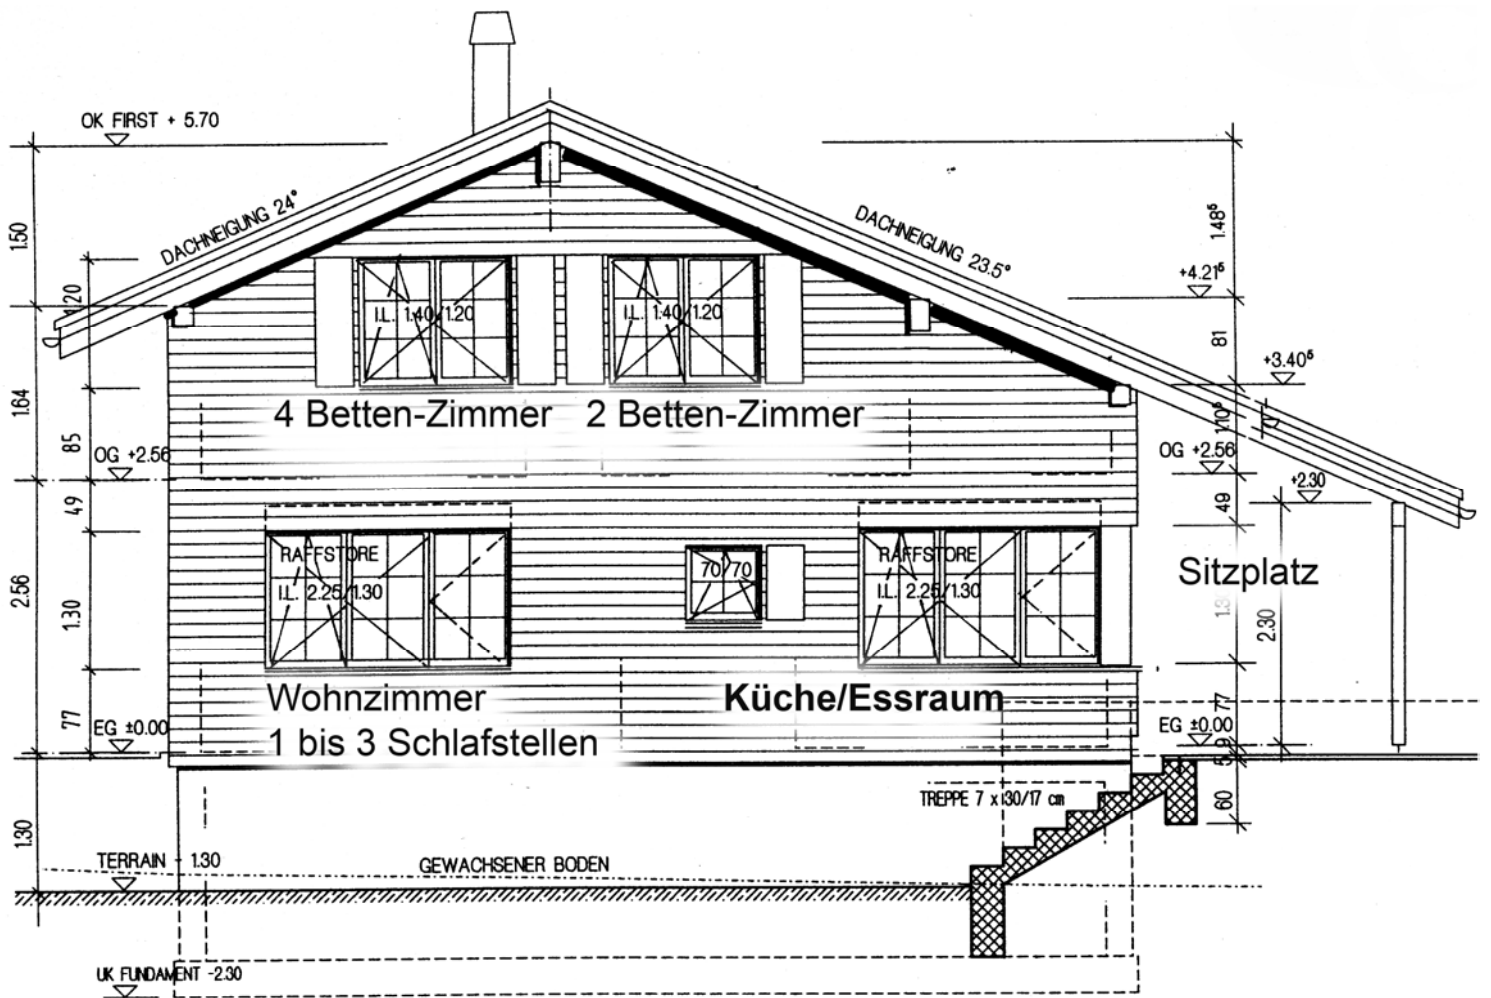 OK FIRST + 5.70
DACHNEIGUNG 24°
DACHNEIGUNG 23.5°
1.50
1.20
1.64
85
49
2.56
1.30
77
1.30
I.L. 1.40/1.20
I.L. 1.40/1.20
4 Betten-Zimmer
2 Betten-Zimmer
OG +2.56
RAFFSTORE
I.L. 2.25/1.30
70/70
RAFFSTORE
I.L. 2.25/1.30
Wohnzimmer
1 bis 3 Schlafstellen
Küche/Essraum
EG ±0.00
TREPPE 7 x 30/17 cm
TERRAIN - 1.30
GEWACHSENER BODEN
UK FUNDAMENT -2.30
1.48⁵
+4.21⁵
81
+3.40⁵
1.10⁵
OG +2.56
+2.30
49
Sitzplatz
2.30
77
EG ±0.00
60